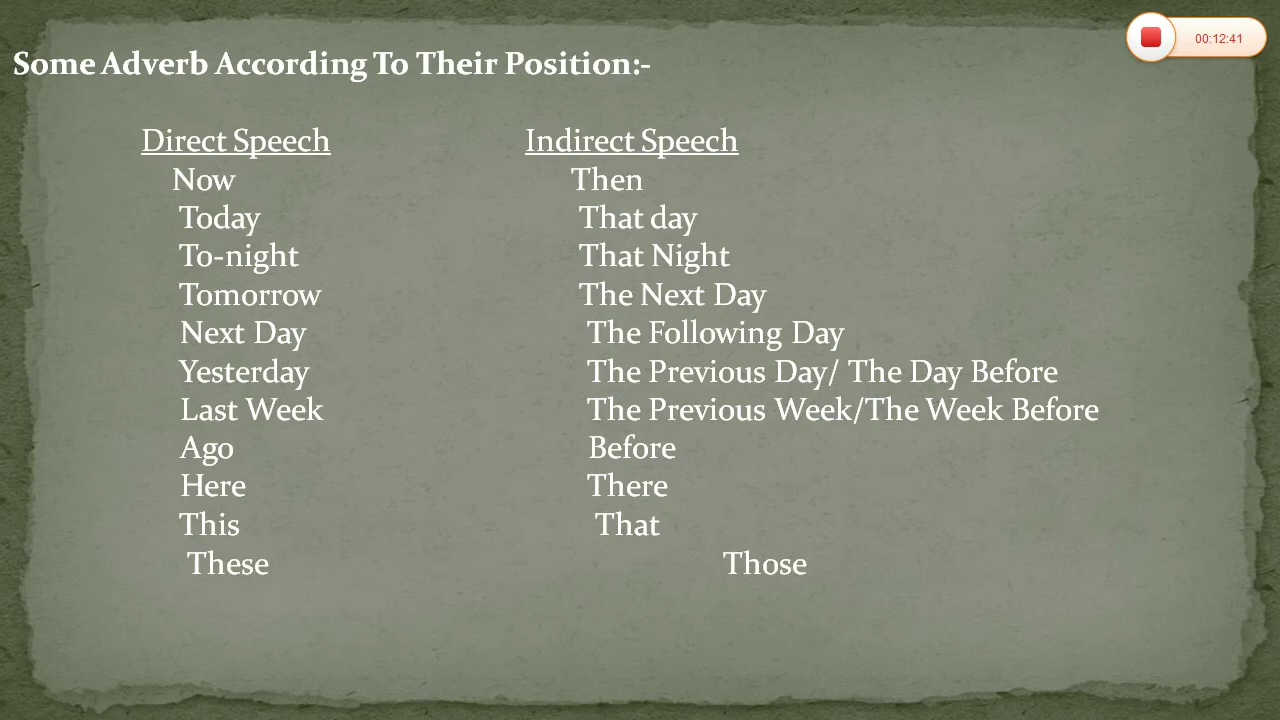 00:12:41
Some Adverb According To Their Position:-
Direct Speech Indirect Speech
Now Then
Today That day
To-night That Night
Tomorrow The Next Day
Next Day The Following Day
Yesterday The Previous Day/ The Day Before
Last Week The Previous Week/The Week Before
Ago Before
Here There
This That
These Those